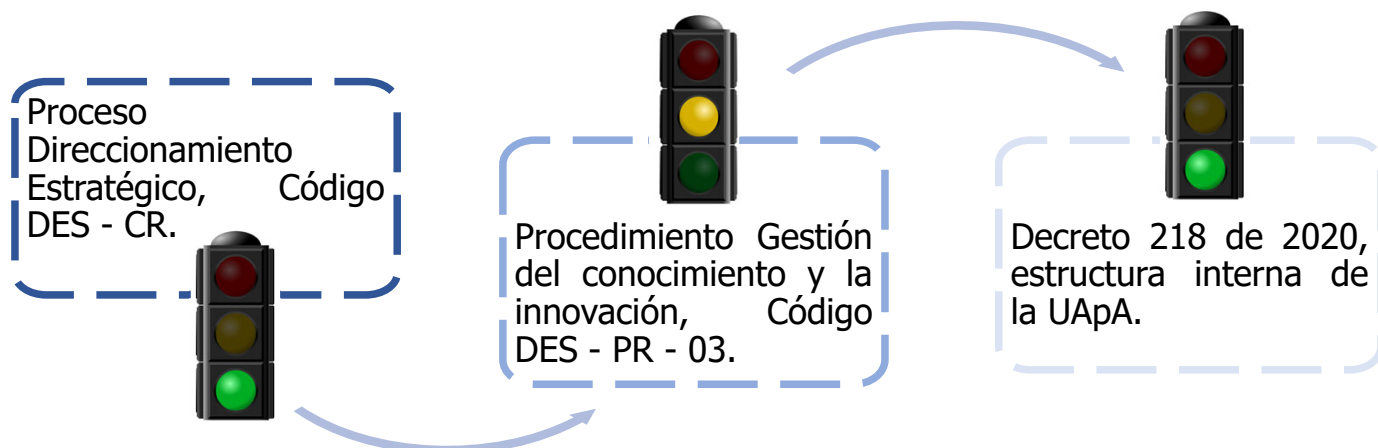 Proceso
Direccionamiento
Estratégico, Código
DES - CR.
Procedimiento Gestión
del conocimiento y la
innovación, Código
DES - PR - 03.
Decreto 218 de 2020,
estructura interna de
la UApA.